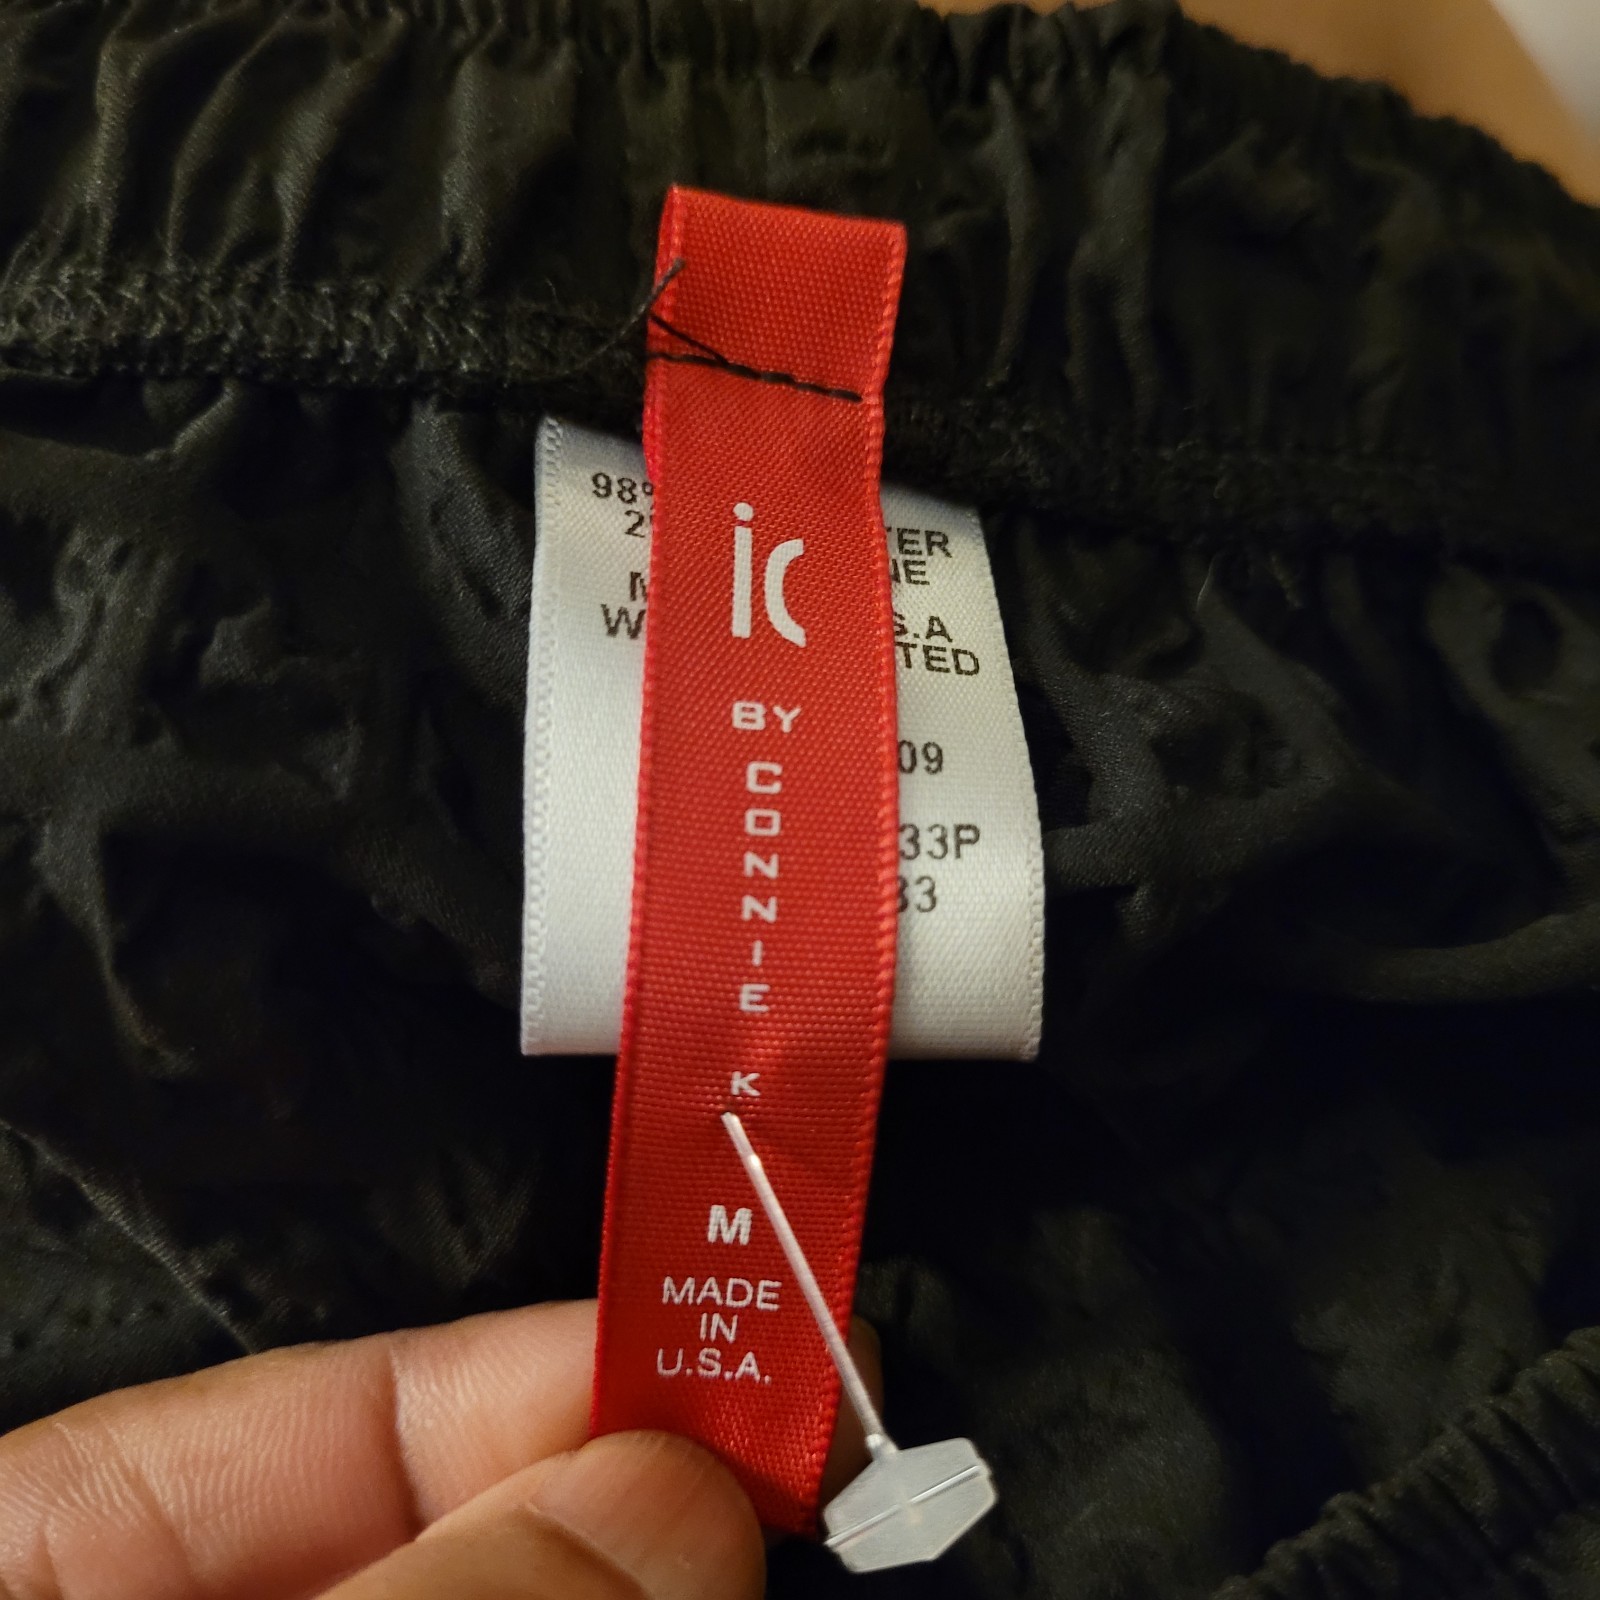 98%
2
TER
NE
M
S.A
W
TED
09
33P
33
ic
BY
CONNIE
K
M
MADE
IN
U.S.A.